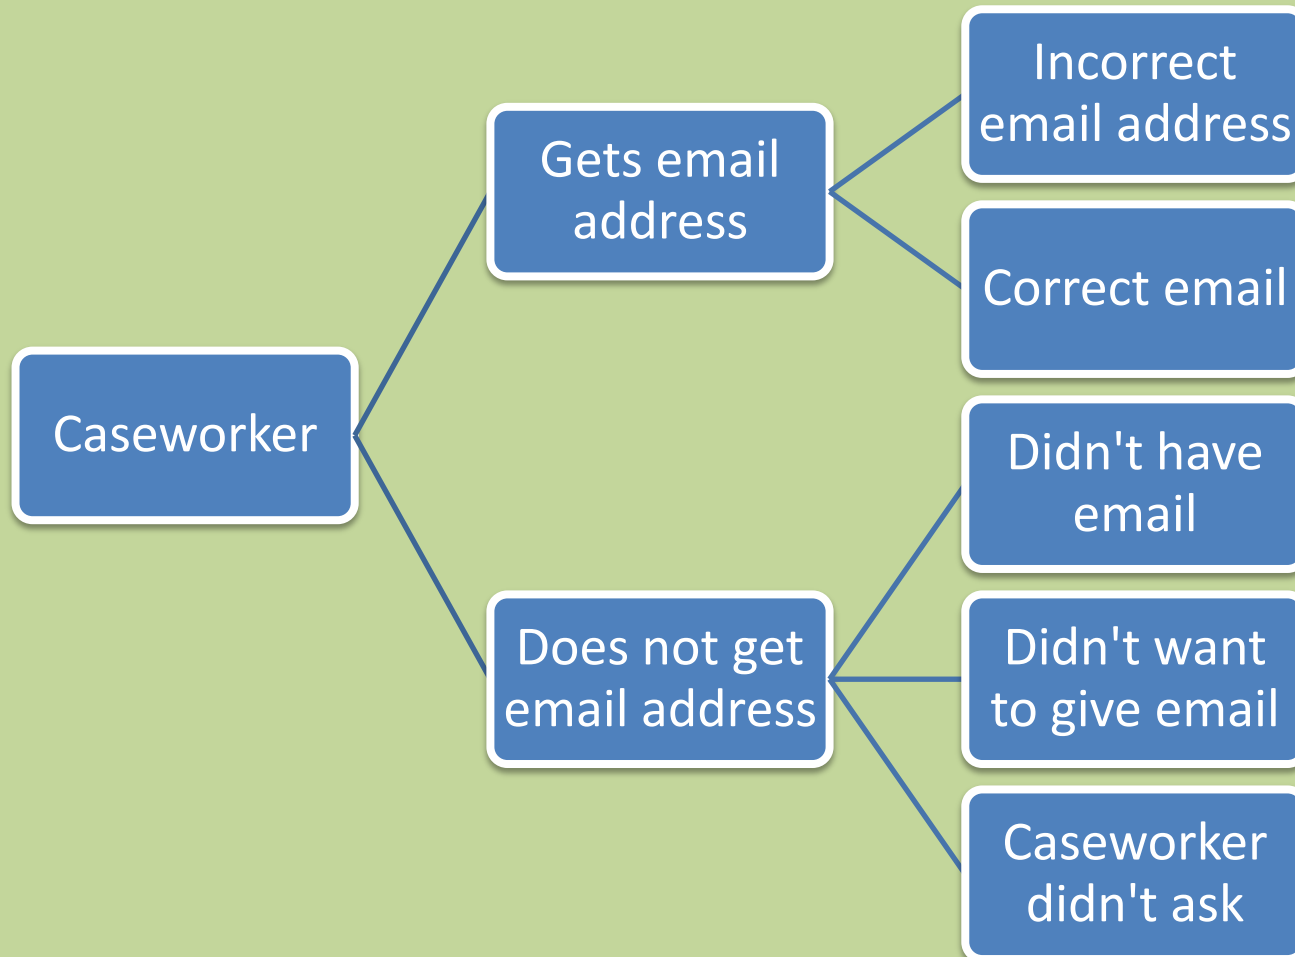 Caseworker
Gets email
address
Does not get
email address
Incorrect
email address
Correct email
Didn't have
email
Didn't want
to give email
Caseworker
didn't ask